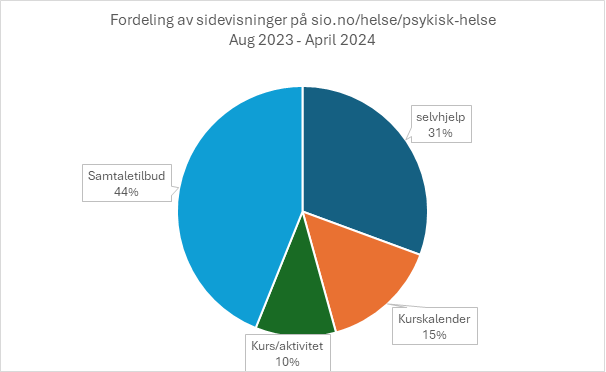 Fordeling av sidevisninger på sio.no/helse/psykisk-helse
Aug 2023 - April 2024
selvhjelp
31%
Samtaletilbud
44%
Kurskalender
15%
Kurs/aktivitet
10%